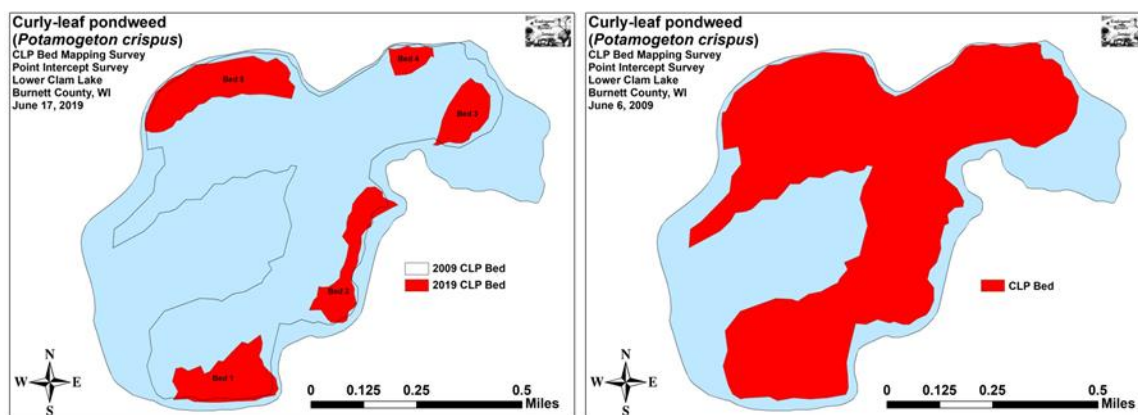 Curly-leaf pondweed
(Potamogeton crispus)
CLP Bed Mapping Survey
Point Intercept Survey
Lower Clam Lake
Burnett County, WI
June 17, 2019
Bed 5
Bed 4
Bed 3
Bed 2
Bed 1
2009 CLP Bed
2019 CLP Bed
N
W E
S
0 0.125 0.25 0.5
Miles
Curly-leaf pondweed
(Potamogeton crispus)
CLP Bed Mapping Survey
Point Intercept Survey
Lower Clam Lake
Burnett County, WI
June 6, 2009
CLP Bed
N
W E
S
0 0.125 0.25 0.5
Miles